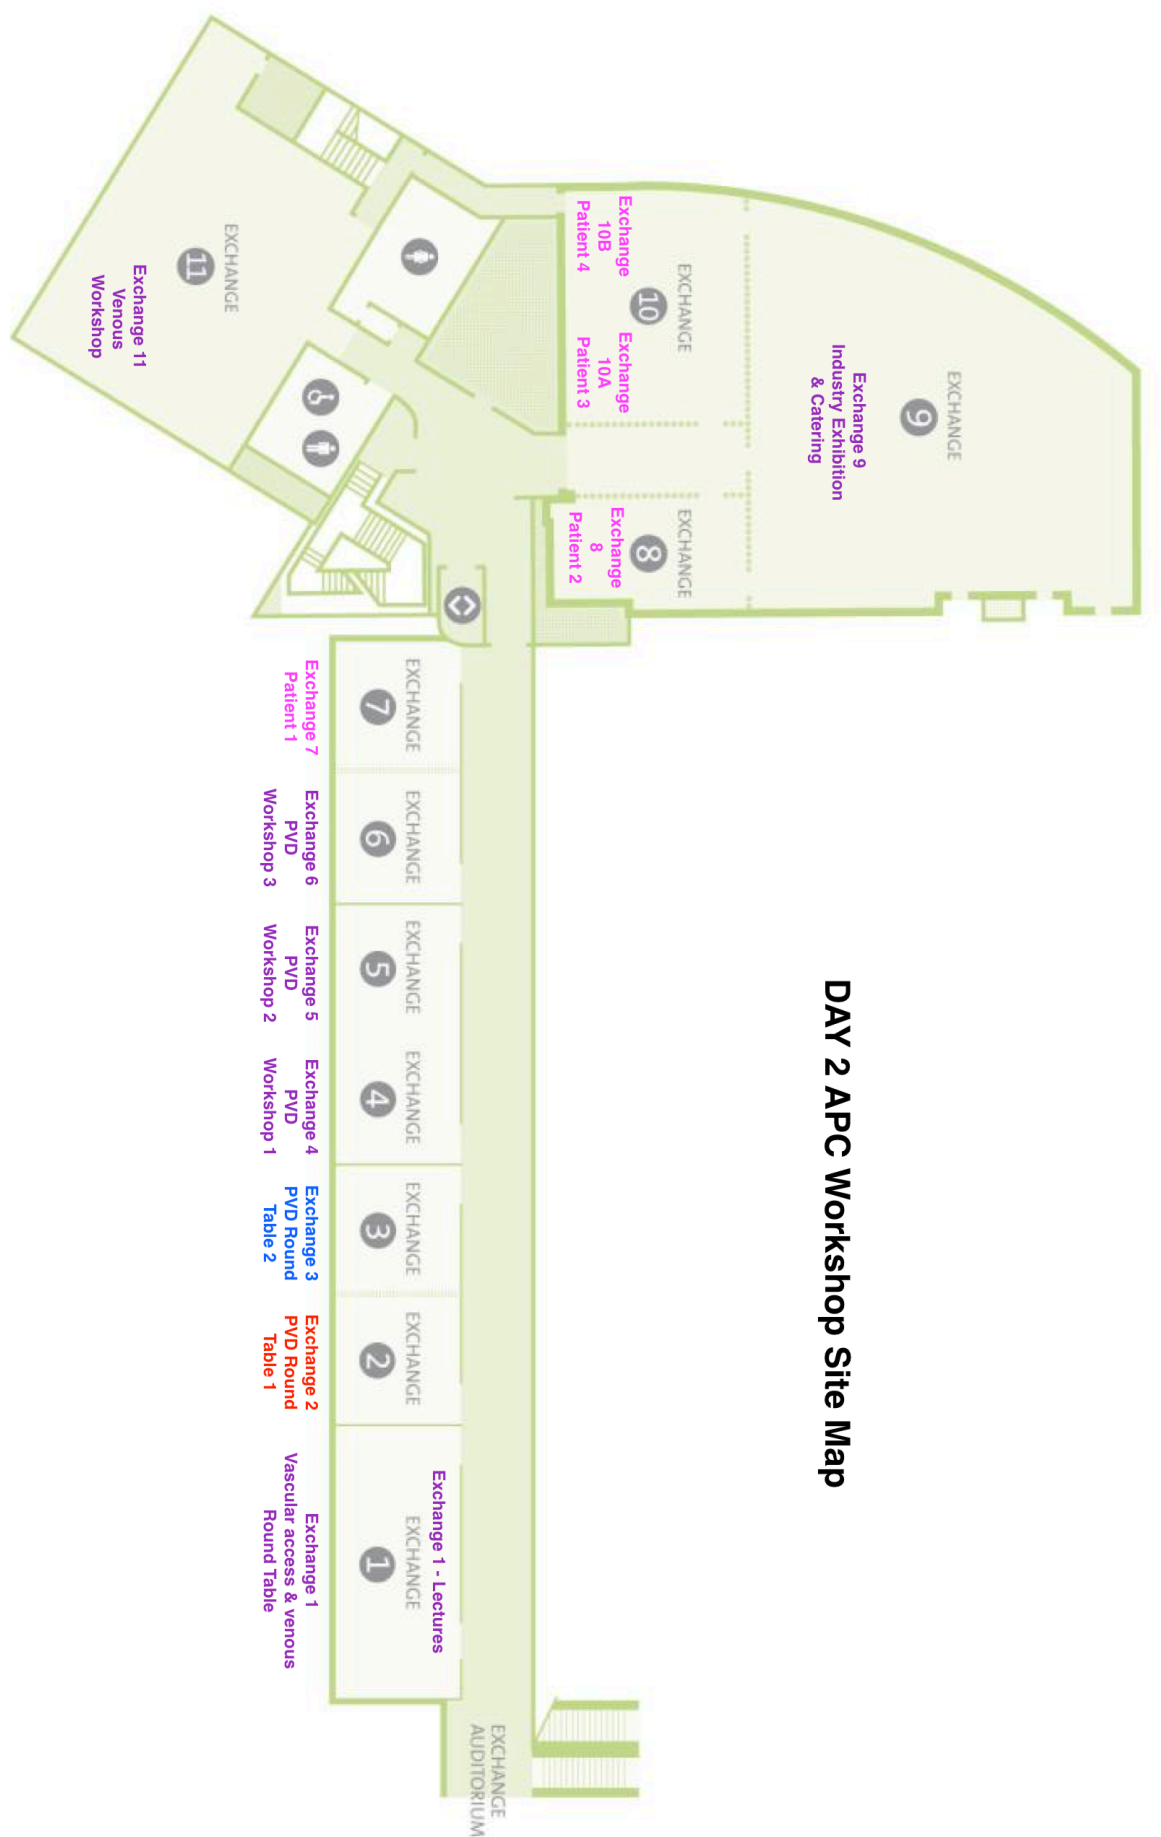 DAY 2 APC Workshop Site Map
EXCHANGE
9
Exchange 9
Industry Exhibition
& Catering
EXCHANGE
10
Exchange
10B
Patient 4
Exchange
10A
Patient 3
EXCHANGE
8
Exchange
8
Patient 2
EXCHANGE
11
Exchange 11
Venous
Workshop
EXCHANGE
7
Exchange 7
Patient 1
EXCHANGE
6
Exchange 6
PVD
Workshop 3
EXCHANGE
5
Exchange 5
PVD
Workshop 2
EXCHANGE
4
Exchange 4
PVD
Workshop 1
EXCHANGE
3
Exchange 3
PVD Round
Table 2
EXCHANGE
2
Exchange 2
PVD Round
Table 1
Exchange 1 - Lectures
EXCHANGE
1
Exchange 1
Vascular access & venous
Round Table
EXCHANGE
AUDITORIUM